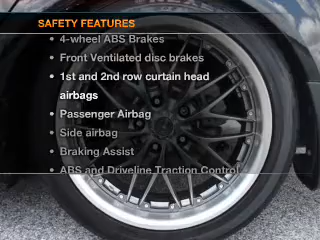 SAFETY FEATURES
• 4-wheel ABS Brakes
• Front Ventilated disc brakes
• 1st and 2nd row curtain head
airbags
• Passenger Airbag
• Side airbag
• Braking Assist
• ABS and Driveline Traction Control